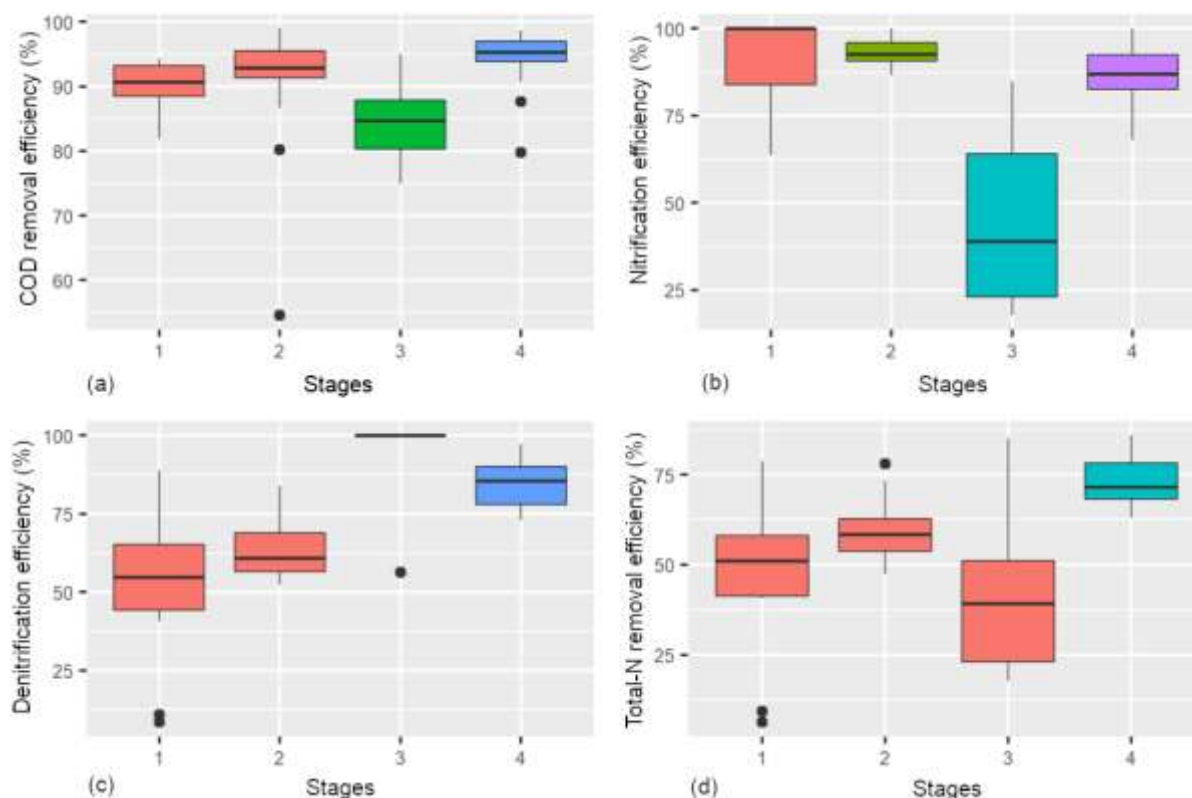 COD removal efficiency (%)
100
90
80
70
60
1 2 3 4
(a) Stages
Nitrification efficiency (%)
100
75
50
25
1 2 3 4
(b) Stages
Denitrification efficiency (%)
100
75
50
25
1 2 3 4
(c) Stages
Total-N removal efficiency (%)
75
50
25
1 2 3 4
(d) Stages